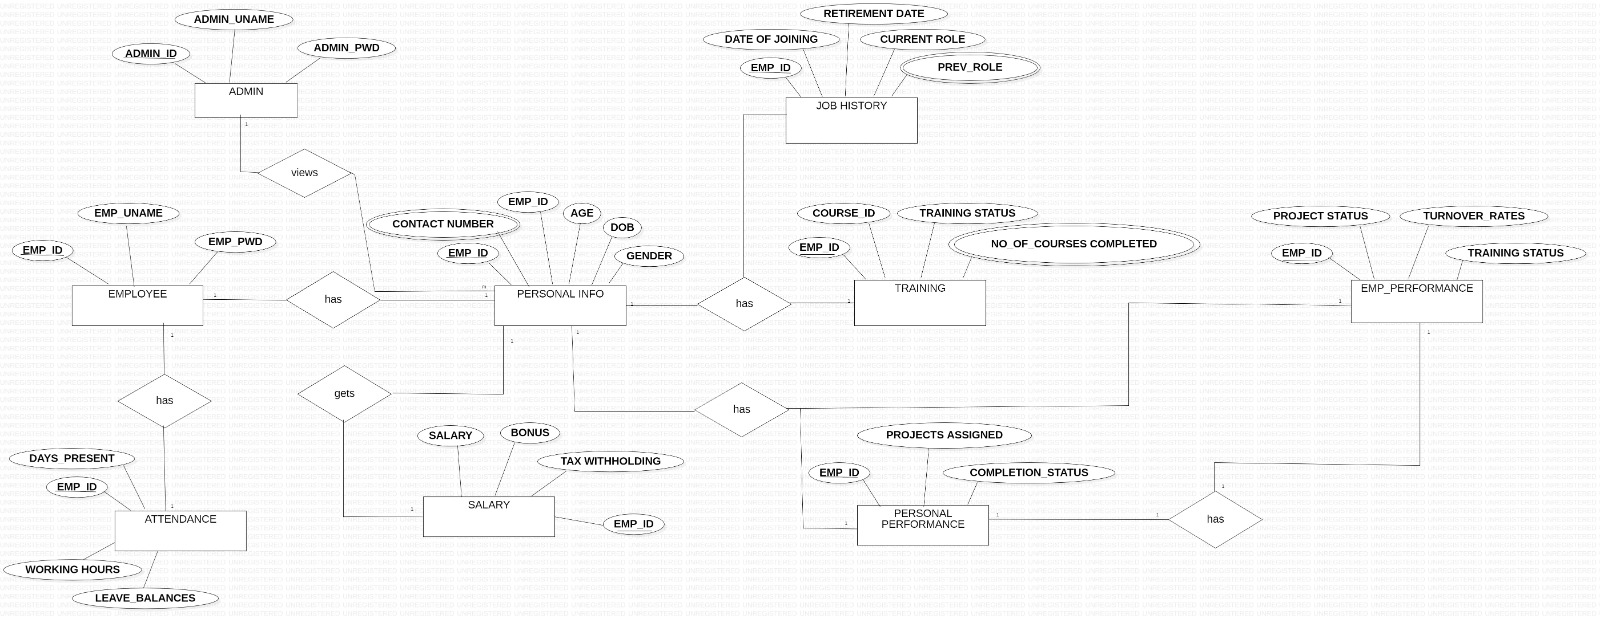 RETIREMENT DATE
ADMIN_UNAME
DATE OF JOINING
CURRENT ROLE
ADMIN_ID
ADMIN_PWD
EMP_ID
PREV_ROLE
ADMIN
JOB HISTORY
1
views
EMP_ID
EMP_UNAME
AGE
COURSE_ID
TRAINING STATUS
PROJECT STATUS
TURNOVER_RATES
CONTACT NUMBER
DOB
EMP_ID
EMP_PWD
EMP_ID
GENDER
EMP_ID
NO_OF_COURSES COMPLETED
EMP_ID
TRAINING STATUS
EMPLOYEE
PERSONAL INFO
TRAINING
EMP_PERFORMANCE
1
has
1
1
has
1
1
1
1
1
1
has
gets
has
SALARY
BONUS
PROJECTS ASSIGNED
DAYS_PRESENT
TAX WITHHOLDING
EMP_ID
EMP_ID
COMPLETION_STATUS
1
1
1
SALARY
PERSONAL
PERFORMANCE
ATTENDANCE
EMP_ID
1
1
1
has
WORKING HOURS
LEAVE_BALANCES